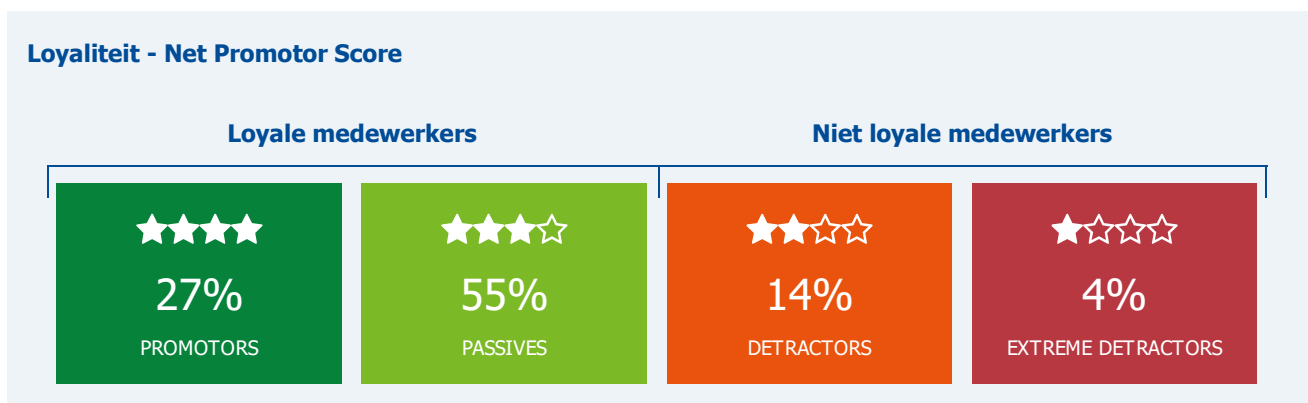 Loyaliteit - Net Promotor Score
Loyale medewerkers
Niet loyale medewerkers
27%
PROMOTORS
55%
PASSIVES
14%
DETRACTORS
4%
EXTREME DETRACTORS